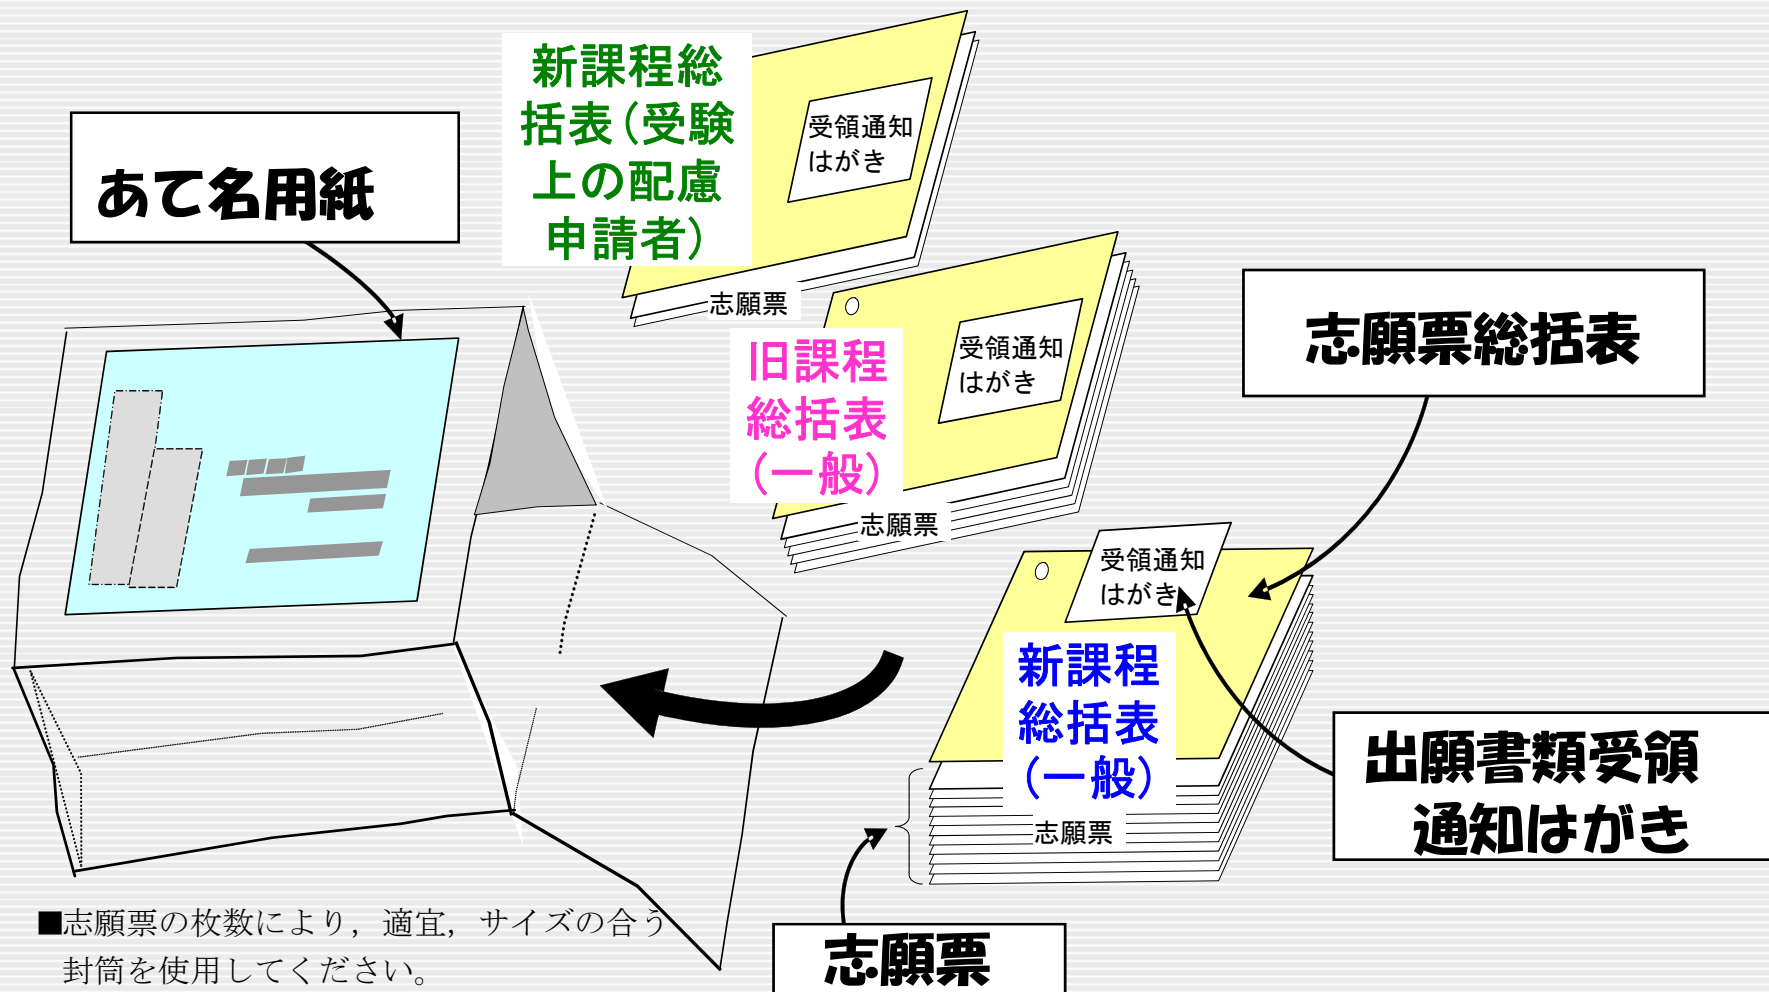 新課程総
括表（受験
上の配慮
申請者）
受領通知
はがき
志願票
あて名用紙
旧課程
総括表
（一般）
受領通知
はがき
志願票
志願票総括表
受領通知
はがき
新課程
総括表
（一般）
志願票
出願書類受領
通知はがき
志願票
■志願票の枚数により，適宜，サイズの合う
封筒を使用してください。